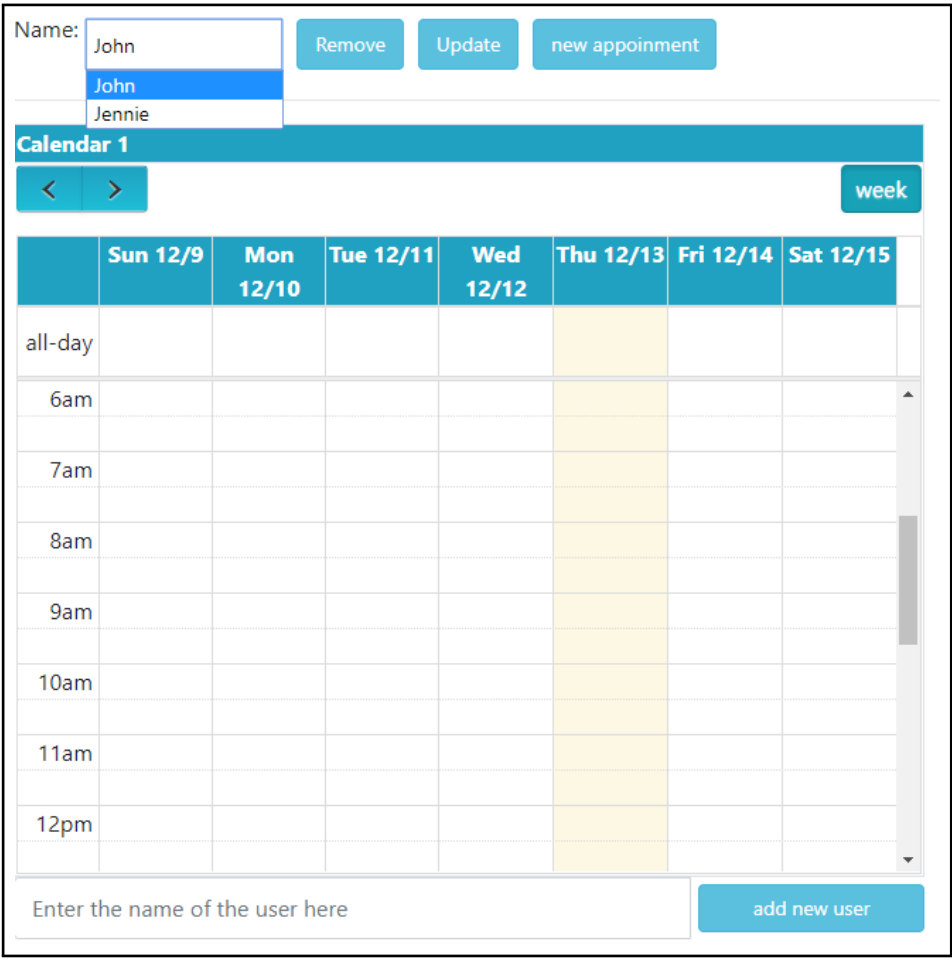 Name: John Remove Update new appoinment
John
Jennie
Calendar 1
week
Sun 12/9 Mon 12/10 Tue 12/11 Wed 12/12 Thu 12/13 Fri 12/14 Sat 12/15
all-day
6am
7am
8am
9am
10am
11am
12pm
Enter the name of the user here add new user